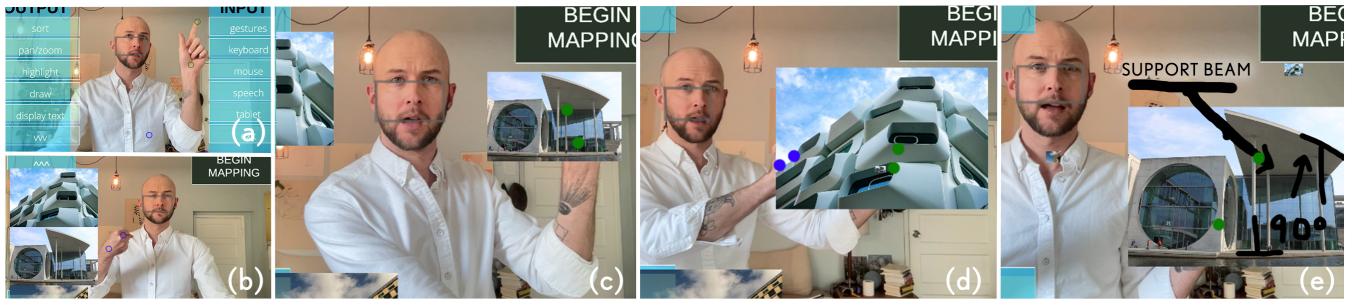 OUTPUT
sort
pan/zoom
highlight
draw
display text
INPUT
gestures
keyboard
mouse
speech
tablet
(a)
BEGIN
MAPPING
(b)
BEGIN
MAPPING
(c)
BEGI
MAPPI
(d)
BEG
MAPP
SUPPORT BEAM
90°
(e)